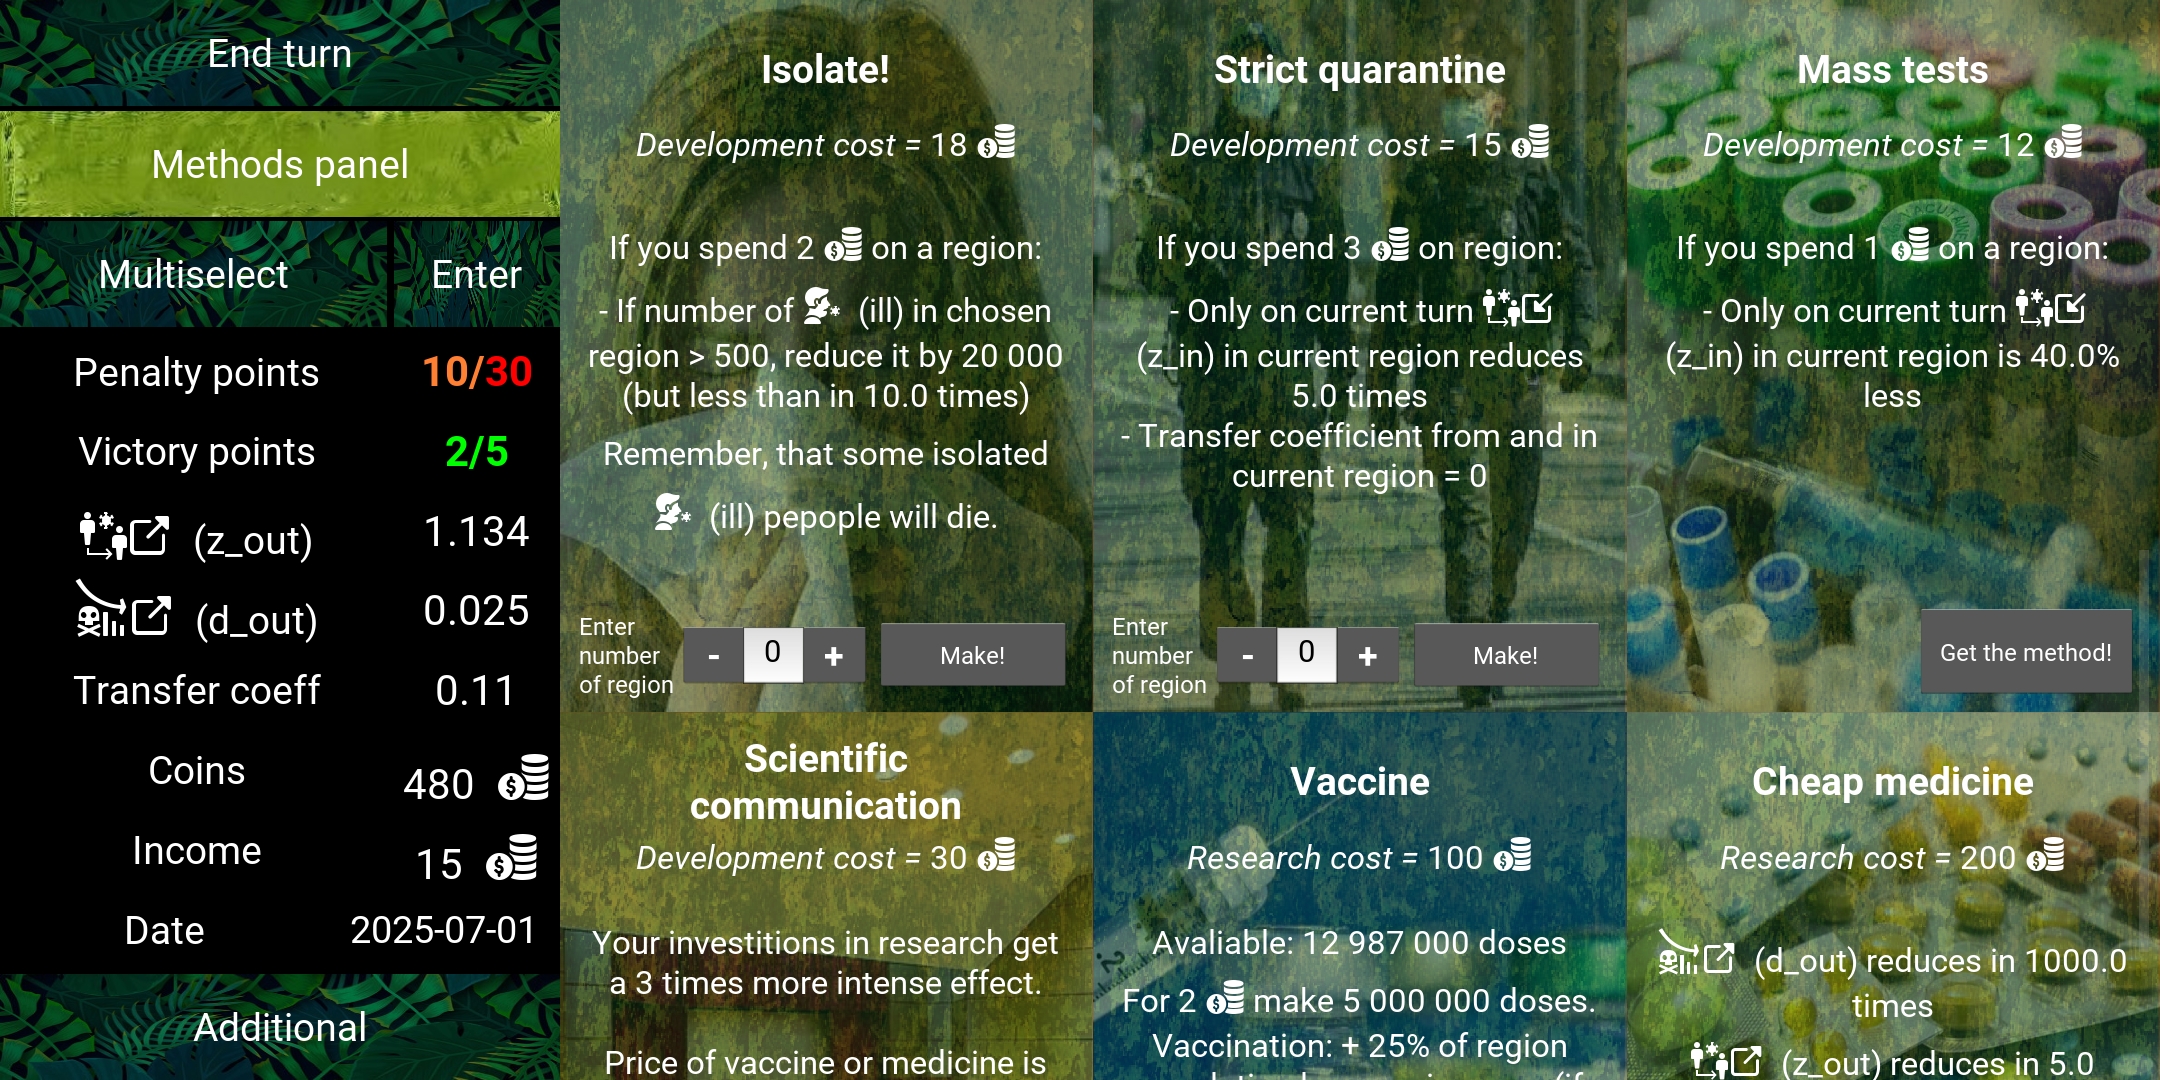 End turn
Methods panel
Multiselect
Enter
Penalty points 10/30
Victory points 2/5
(z_out) 1.134
(d_out) 0.025
Transfer coeff 0.11
Coins 480
Income 15
Date 2025-07-01
Additional
Isolate!
Development cost = 18
If you spend 2 on a region:
- If number of (ill) in chosen
region > 500, reduce it by 20 000
(but less than in 10.0 times)
Remember, that some isolated
(ill) pepople will die.
Enter
number
of region
- 0 +
Make!
Strict quarantine
Development cost = 15
If you spend 3 on region:
- Only on current turn
(z_in) in current region reduces
5.0 times
- Transfer coefficient from and in
current region = 0
Enter
number
of region
- 0 +
Make!
Mass tests
Development cost = 12
If you spend 1 on a region:
- Only on current turn
(z_in) in current region is 40.0%
less
Get the method!
Scientific
communication
Development cost = 30
Your investitions in research get
a 3 times more intense effect.
Price of vaccine or medicine is
Vaccine
Research cost = 100
Avaliable: 12 987 000 doses
For 2 make 5 000 000 doses.
Vaccination: + 25% of region
Cheap medicine
Research cost = 200
(d_out) reduces in 1000.0
times
(z_out) reduces in 5.0